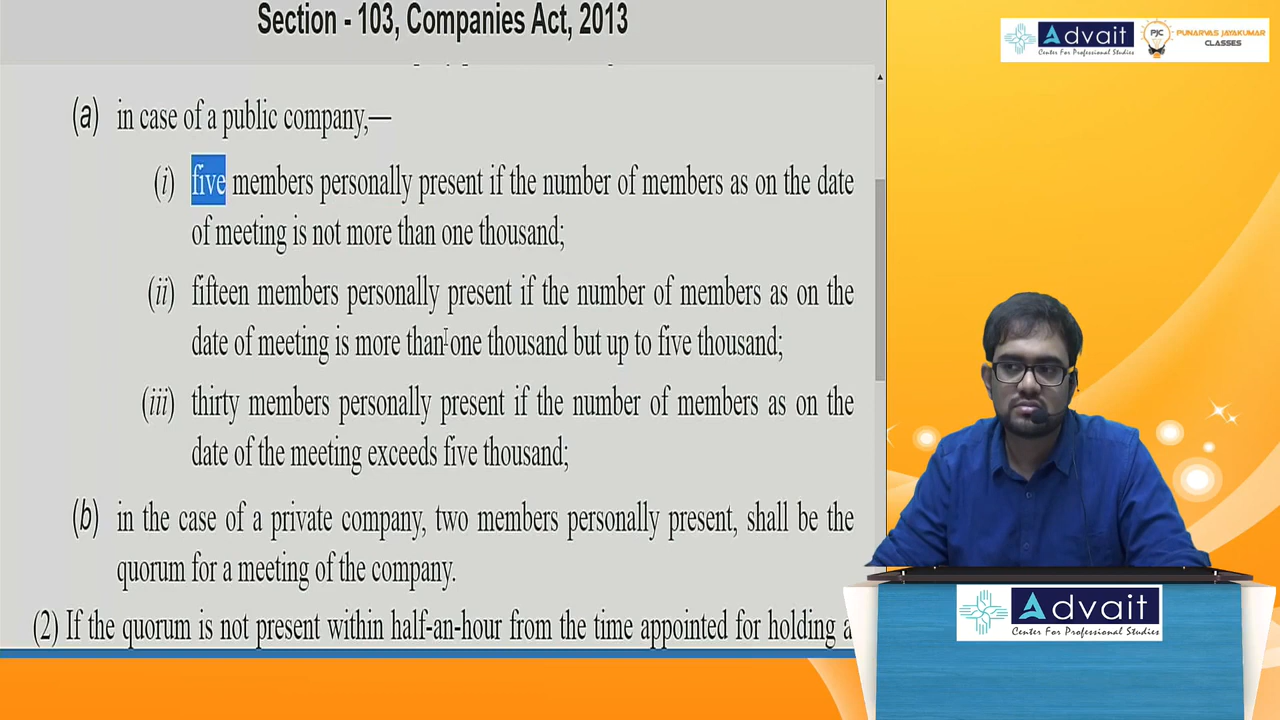 Section - 103, Companies Act, 2013
(a) in case of a public company,—
(i) five members personally present if the number of members as on the date
of meeting is not more than one thousand;
(ii) fifteen members personally present if the number of members as on the
date of meeting is more than one thousand but up to five thousand;
(iii) thirty members personally present if the number of members as on the
date of the meeting exceeds five thousand;
(b) in the case of a private company, two members personally present, shall be the
quorum for a meeting of the company.
(2) If the quorum is not present within half-an-hour from the time appointed for holding a
Advait
Center For Professional Studies
PJC
PUNARVAS JAYAKUMAR
CLASSES
Advait
Center For Professional Studies